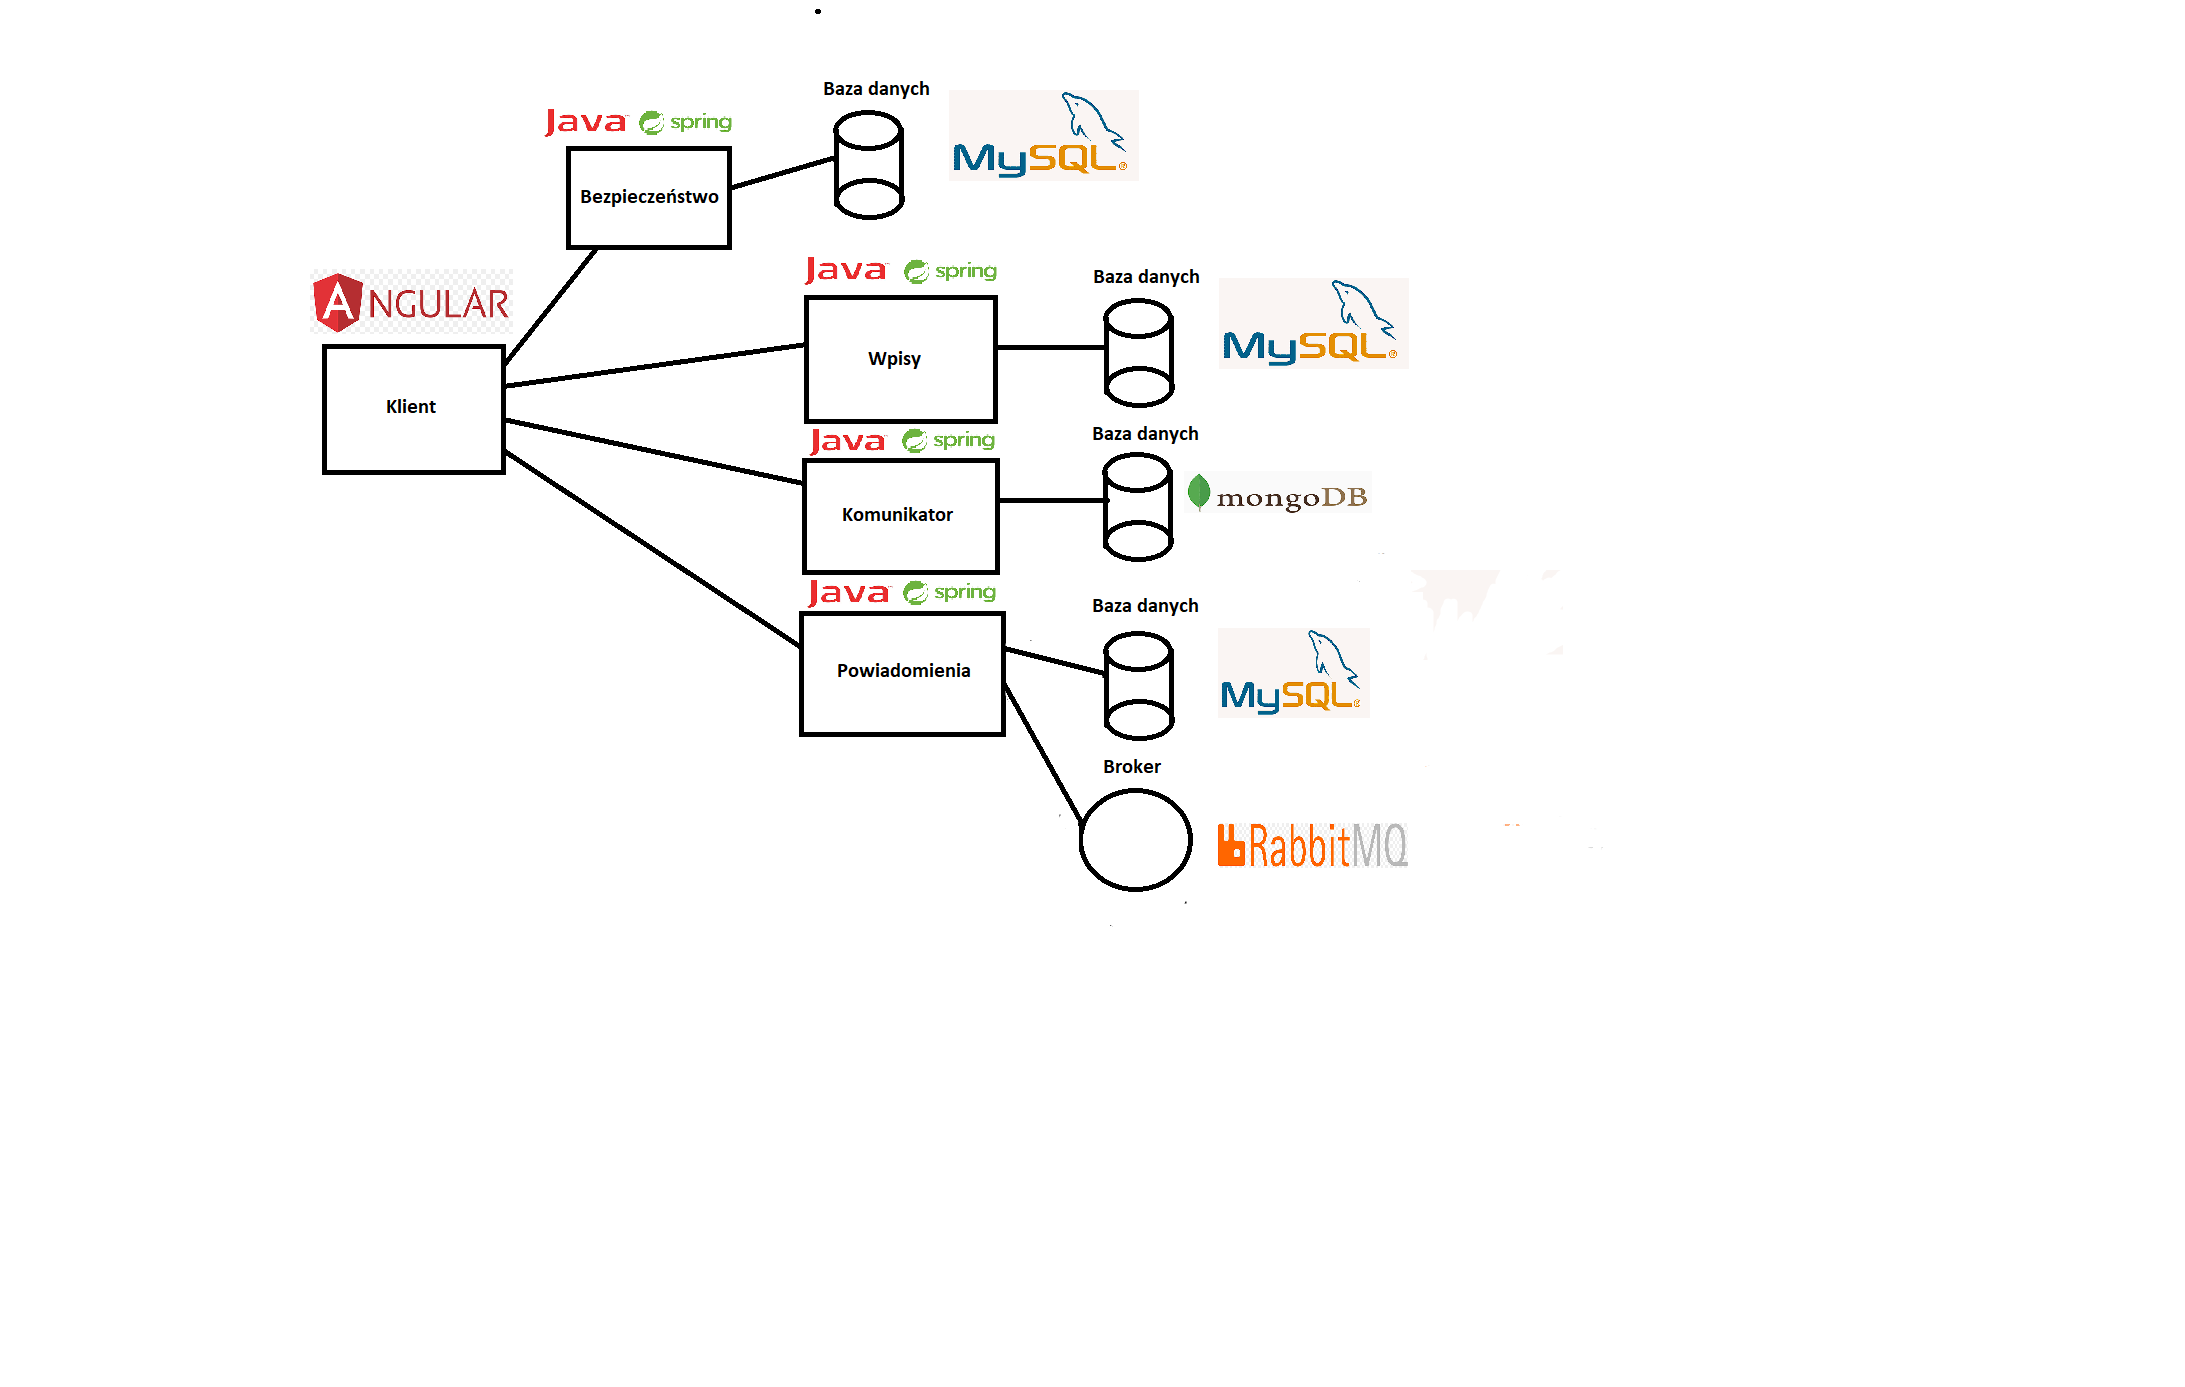 Baza danych
MySQL
Java spring
Bezpieczeństwo
ANGULAR
Klient
Java spring
Wpisy
Baza danych
MySQL
Java spring
Komunikator
Baza danych
mongoDB
Java spring
Powiadomienia
Baza danych
MySQL
Broker
RabbitMQ